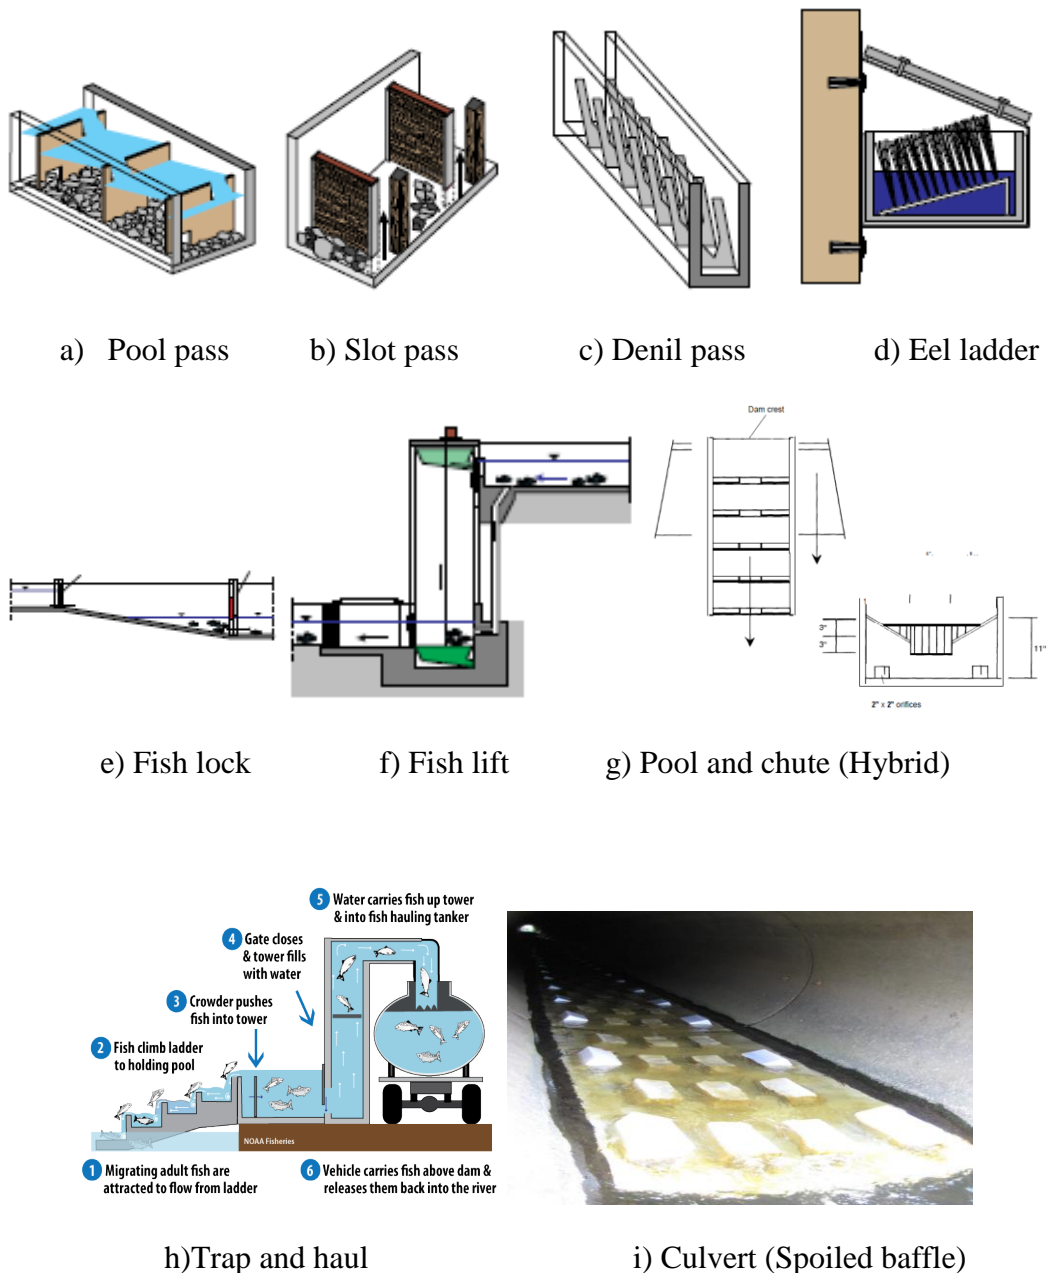 a) Pool pass
b) Slot pass
c) Denil pass
d) Eel ladder
Dam crest
3"
3"
11"
2" x 2" orifices
e) Fish lock
f) Fish lift
g) Pool and chute (Hybrid)
5 Water carries fish up tower
& into fish hauling tanker
4 Gate closes
& tower fills
with water
3 Crowder pushes
fish into tower
2 Fish climb ladder
to holding pool
NOAA Fisheries
1 Migrating adult fish are
attracted to flow from ladder
6 Vehicle carries fish above dam &
releases them back into the river
h)Trap and haul
i) Culvert (Spoiled baffle)